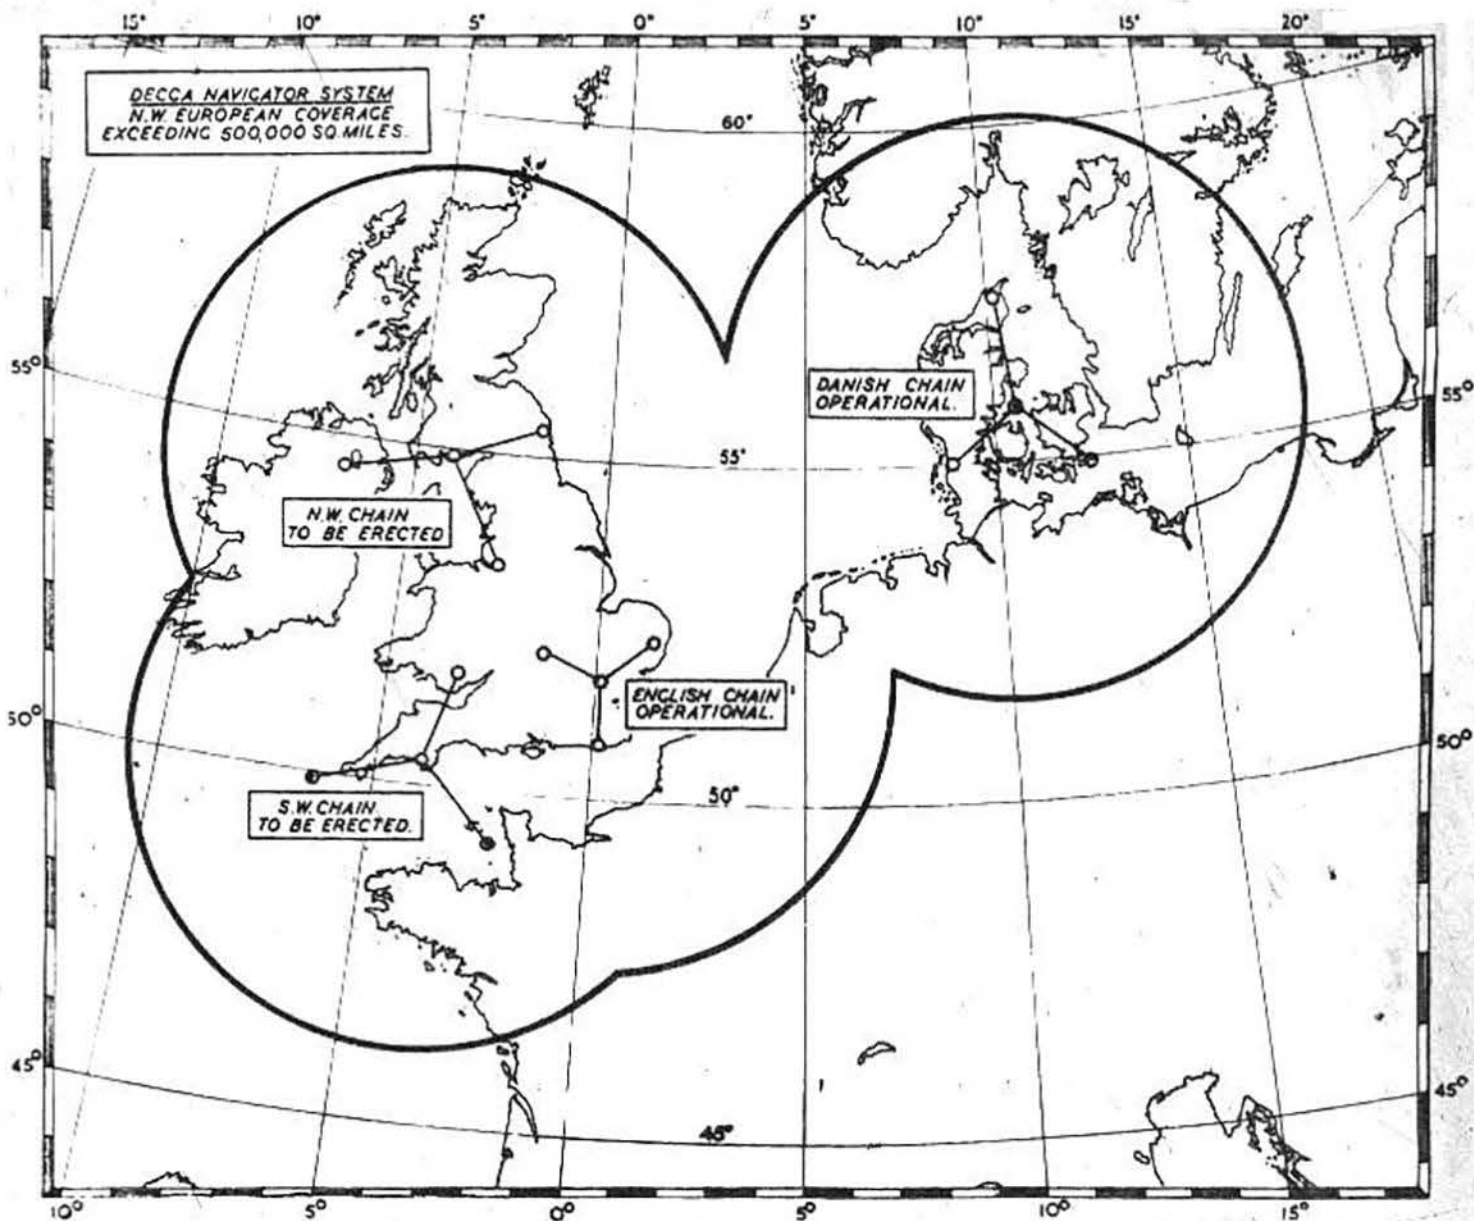 15° 10° 5° 0° 5° 10° 15° 20°
DECCA NAVIGATOR SYSTEM
N.W. EUROPEAN COVERAGE
EXCEEDING 500,000 SQ. MILES.
60°
55°
DANISH CHAIN
OPERATIONAL.
55°
55°
N.W. CHAIN
TO BE ERECTED
ENGLISH CHAIN
OPERATIONAL.
50°
50°
50°
S.W. CHAIN
TO BE ERECTED.
45°
45°
45°
10° 5° 0° 5° 10° 15°